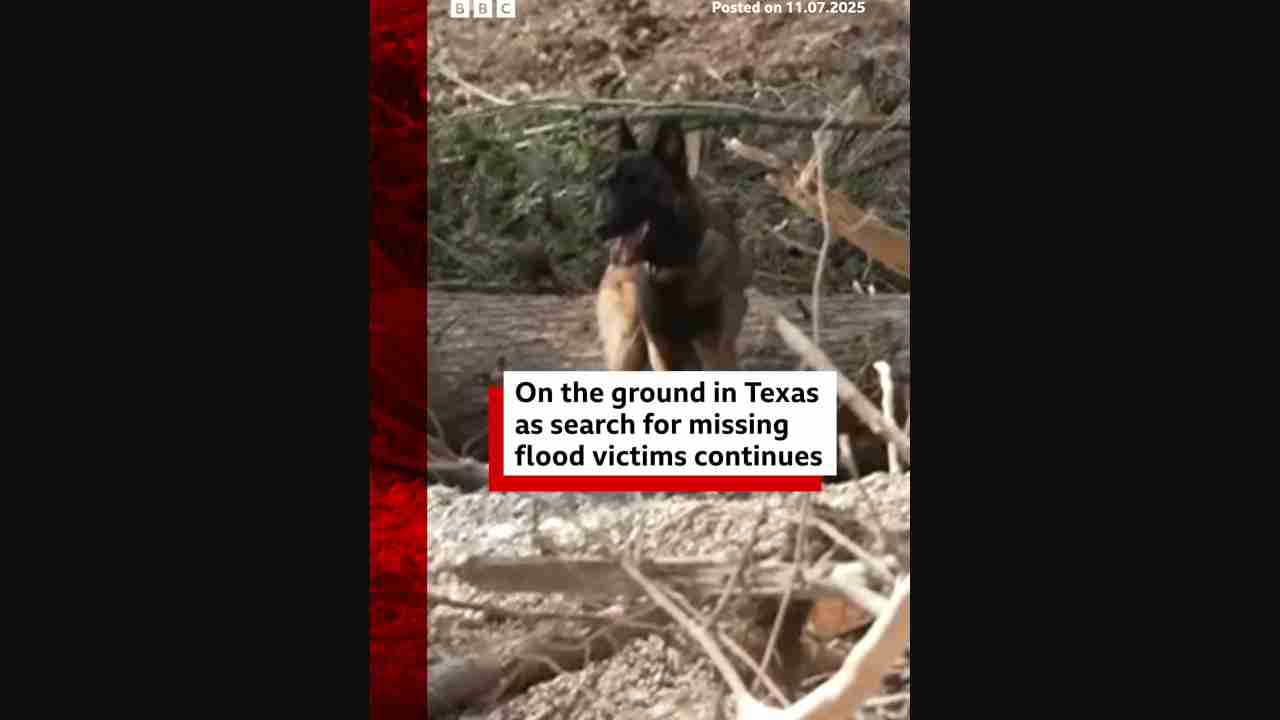 BBC
Posted on 11.07.2025
On the ground in Texas
as search for missing
flood victims continues